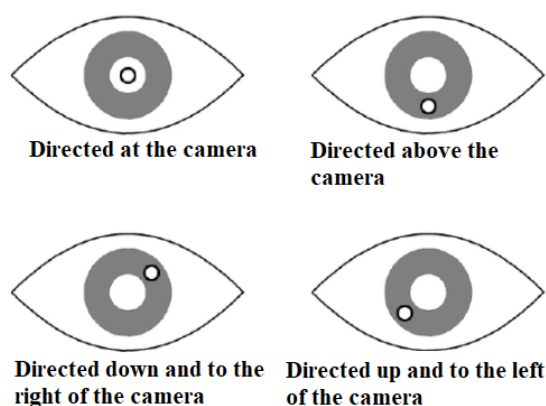 Directed at the camera
Directed above the
camera
Directed down and to the
right of the camera
Directed up and to the left
of the camera